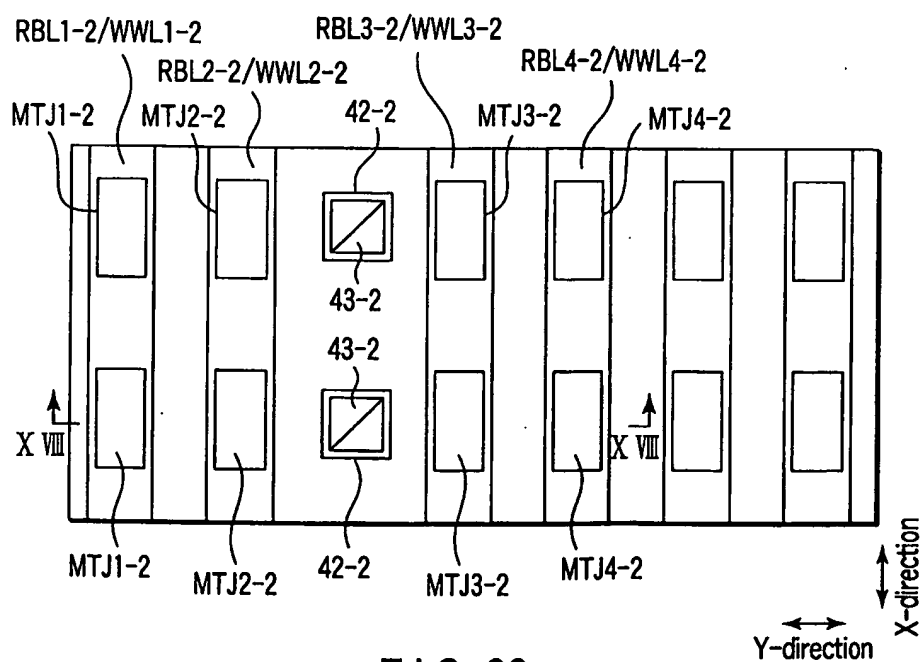 RBL1-2/WWL1-2
RBL3-2/WWL3-2
RBL2-2/WWL2-2
RBL4-2/WWL4-2
MTJ1-2
MTJ2-2
42-2
MTJ3-2
MTJ4-2
43-2
43-2
X VIII
X VIII
MTJ1-2
MTJ2-2
42-2
MTJ3-2
MTJ4-2
X-direction
Y-direction